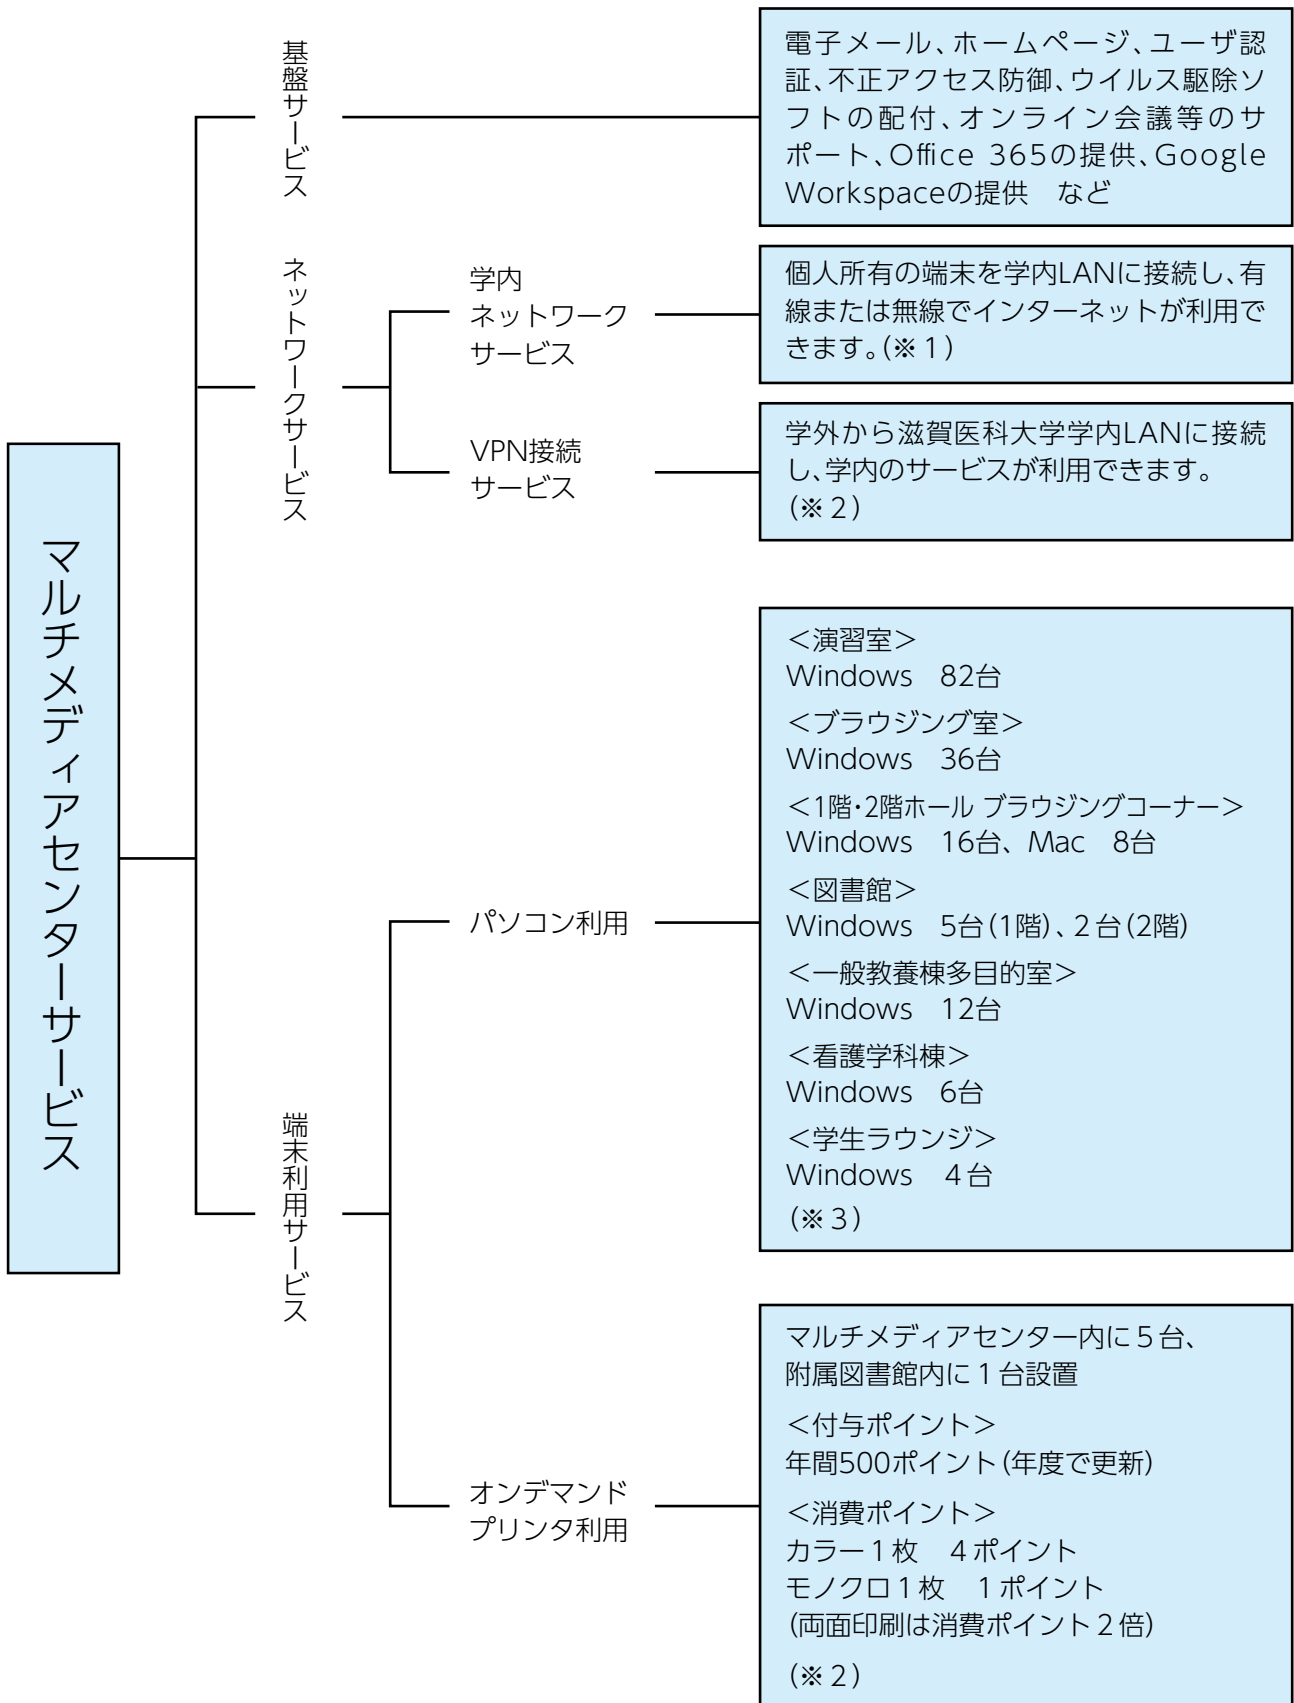 マルチメディアセンターサービス
基盤サービス
電子メール、ホームページ、ユーザ認
証、不正アクセス防御、ウイルス駆除ソ
フトの配付、オンライン会議等のサ
ポート、Office 365の提供、Google
Workspaceの提供　など
ネットワークサービス
学内
ネットワーク
サービス
個人所有の端末を学内LANに接続し、有
線または無線でインターネットが利用で
きます。(※１)
VPN接続
サービス
学外から滋賀医科大学学内LANに接続
し、学内のサービスが利用できます。
(※２)
端末利用サービス
パソコン利用
＜演習室＞
Windows　82台
＜ブラウジング室＞
Windows　36台
＜1階・2階ホール ブラウジングコーナー＞
Windows　16台、Mac　8台
＜図書館＞
Windows　5台(1階)、２台(2階)
＜一般教養棟多目的室＞
Windows　12台
＜看護学科棟＞
Windows　6台
＜学生ラウンジ＞
Windows　４台
(※３)
オンデマンド
プリンタ利用
マルチメディアセンター内に５台、
附属図書館内に１台設置
＜付与ポイント＞
年間500ポイント(年度で更新)
＜消費ポイント＞
カラー１枚　４ポイント
モノクロ１枚　１ポイント
(両面印刷は消費ポイント２倍)
(※２)